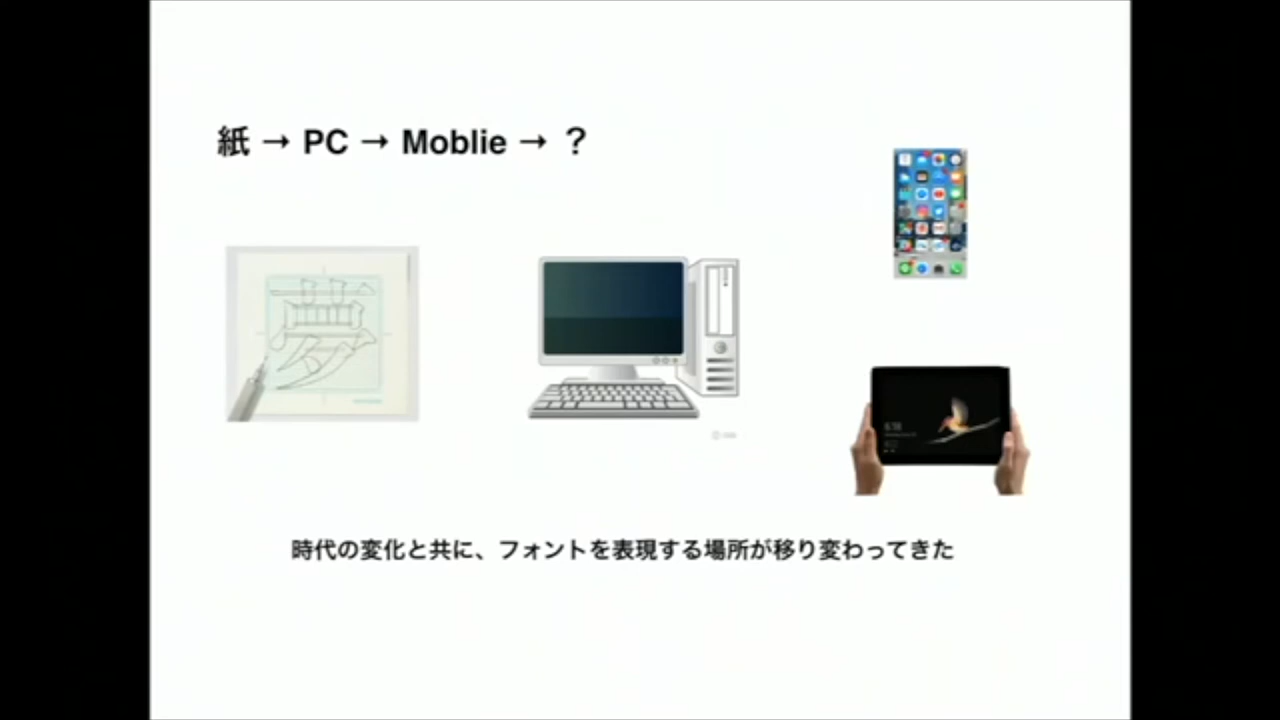 紙 → PC → Moblie → ？
夢
時代の変化と共に、フォントを表現する場所が移り変わってきた